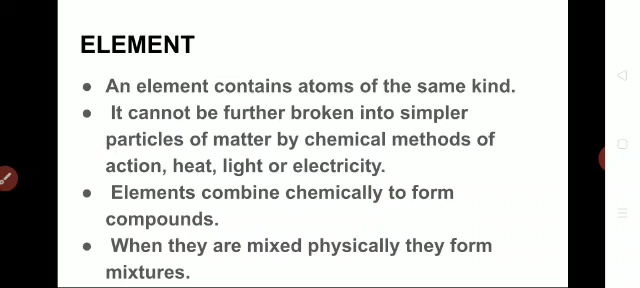 ELEMENT
● An element contains atoms of the same kind.
● It cannot be further broken into simpler
particles of matter by chemical methods of
action, heat, light or electricity.
● Elements combine chemically to form
compounds.
● When they are mixed physically they form
mixtures.